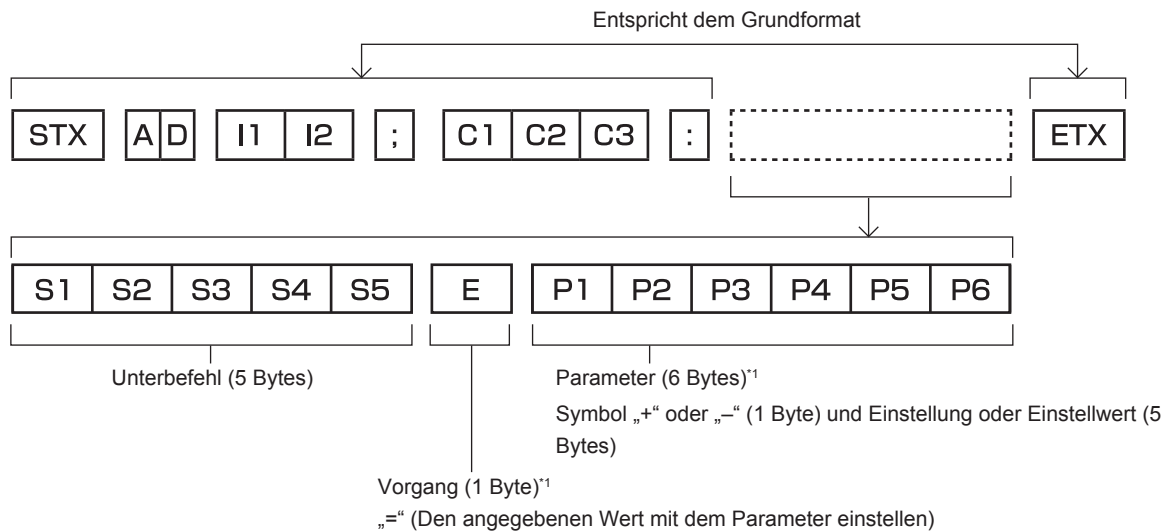 Entspricht dem Grundformat
STX A D I1 I2 ; C1 C2 C3 : ETX
S1 S2 S3 S4 S5 E P1 P2 P3 P4 P5 P6
Unterbefehl (5 Bytes)
Parameter (6 Bytes)*1
Symbol „+“ oder „–“ (1 Byte) und Einstellung oder Einstellwert (5
Bytes)
Vorgang (1 Byte)*1
„=“ (Den angegebenen Wert mit dem Parameter einstellen)